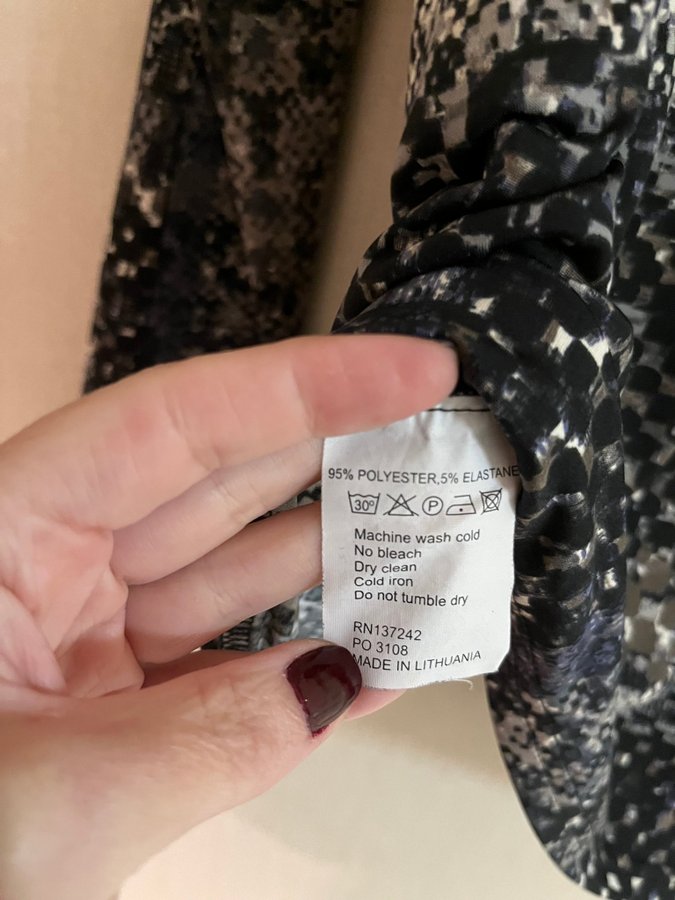 95% POLYESTER,5% ELASTANE
30° P
Machine wash cold
No bleach
Dry clean
Cold iron
Do not tumble dry
RN137242
PO 3108
MADE IN LITHUANIA